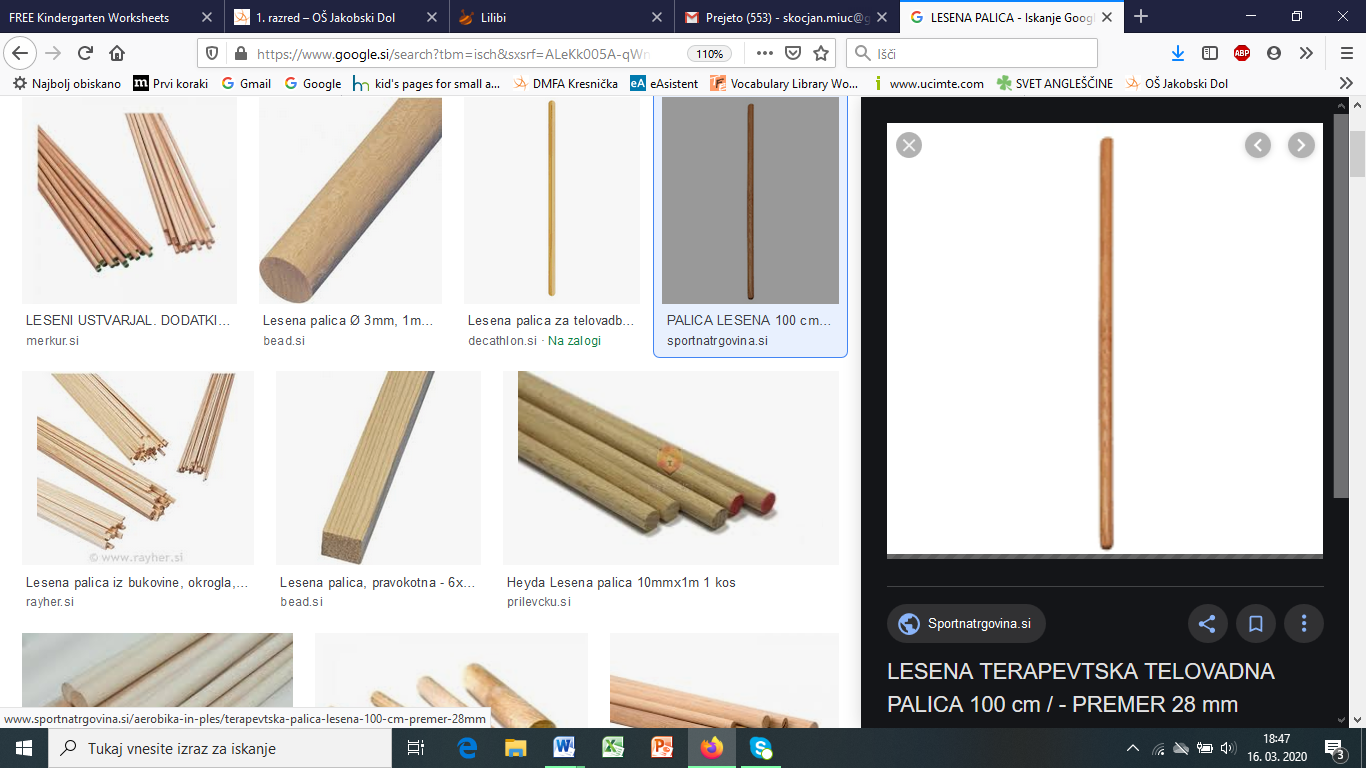 FREE Kindergarten Worksheets
1. razred – OŠ Jakobski Dol
Lilibi
Prejeto (553) - skocjan.miuc@g
LESENA PALICA - Iskanje Goog
https://www.google.si/search?tbm=isch&sxsrf=ALeKk005A-qWn
110%
Išči
ABP
Najbolj obiskano
Prvi koraki
Gmail
Google
kid's pages for small a...
DMFA Kresnička
eA eAsistent
Vocabulary Library Wo...
www.ucimte.com
SVET ANGLEŠČINE
OŠ Jakobski Dol
LESENI USTVARJAL. DODATKI...
merkur.si
Lesena palica Ø 3mm, 1m...
bead.si
Lesena palica za telovadb...
decathlon.si · Na zalogi
PALICA LESENA 100 cm...
sportnatrgovina.si
© www.rayher.si
Lesena palica iz bukovine, okrogla,...
rayher.si
Lesena palica, pravokotna - 6x...
bead.si
Heyda Lesena palica 10mmx1m 1 kos
prilevcku.si
Sportnatrgovina.si
LESENA TERAPEVTSKA TELOVADNA
PALICA 100 cm / - PREMER 28 mm
www.sportnatrgovina.si/aerobika-in-ples/terapevtska-palica-lesena-100-cm-premer-28mm
Tukaj vnesite izraz za iskanje
18:47
16. 03. 2020
3